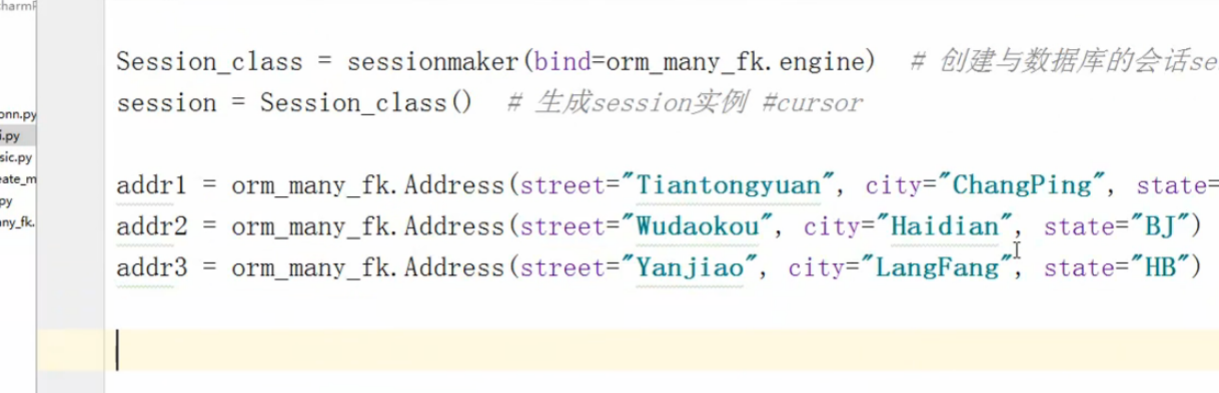 Session_class = sessionmaker(bind=orm_many_fk.engine)  # 创建与数据库的会话se
session = Session_class()  # 生成session实例 #cursor
onn.py
i.py
sic.py
eate_m
py
ny_fk.
addr1 = orm_many_fk.Address(street="Tiantongyuan", city="ChangPing", state=
addr2 = orm_many_fk.Address(street="Wudaokou", city="Haidian", state="BJ")
addr3 = orm_many_fk.Address(street="Yanjiao", city="LangFang", state="HB")